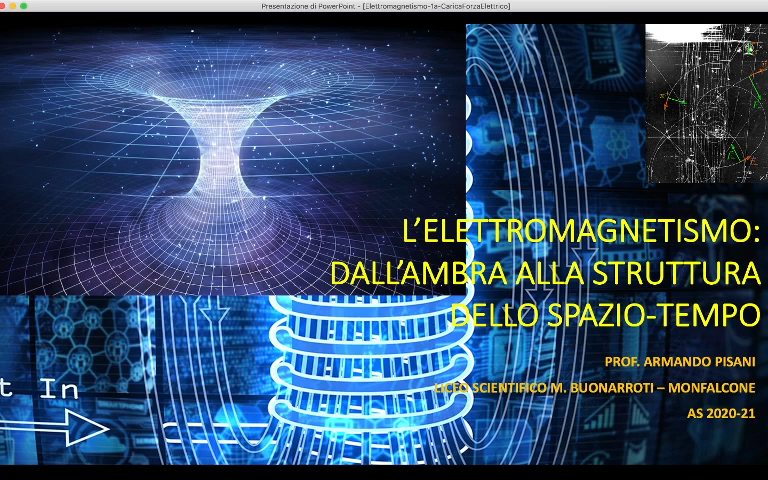 Presentazione di PowerPoint - [Elettromagnetismo-1a-CaricaForzaElettrico]
L'ELETTROMAGNETISMO:
DALL'AMBRA ALLA STRUTTURA
DELLO SPAZIO-TEMPO
PROF. ARMANDO PISANI
LICEO SCIENTIFICO M. BUONARROTI – MONFALCONE
AS 2020-21
t In